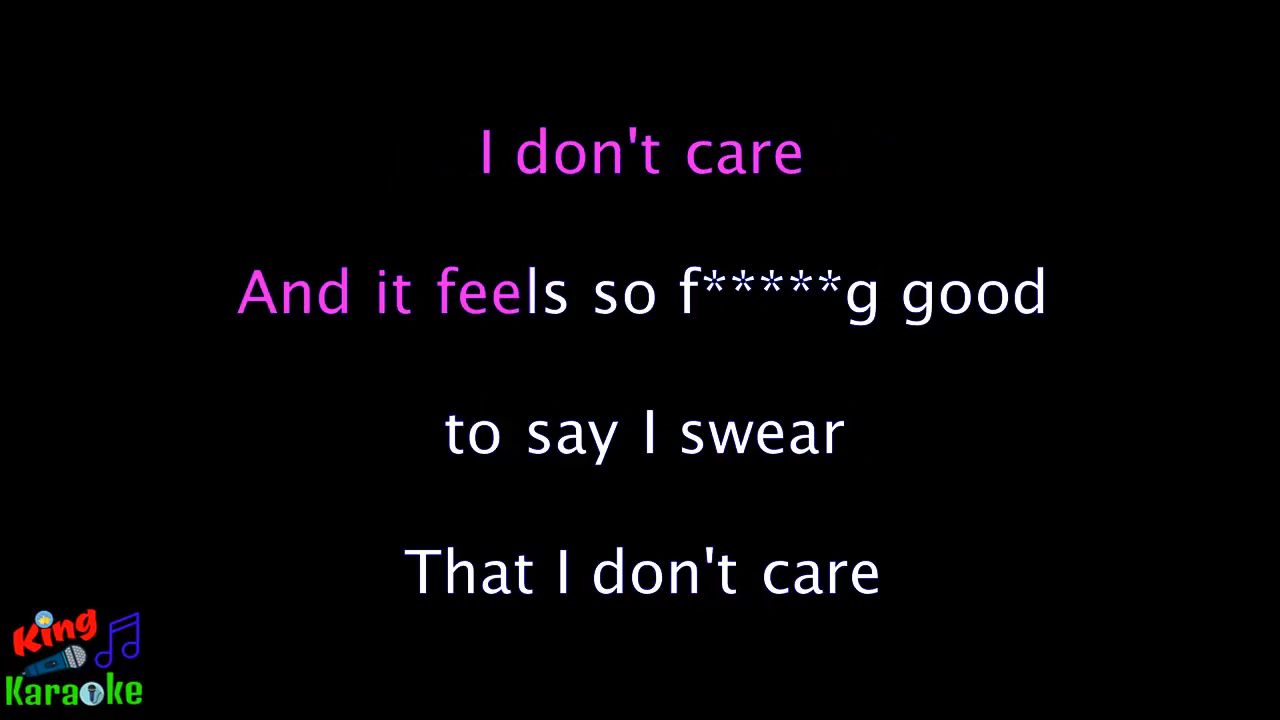 I don't care
And it feels so f*****g good
to say I swear
That I don't care
King
Karaoke